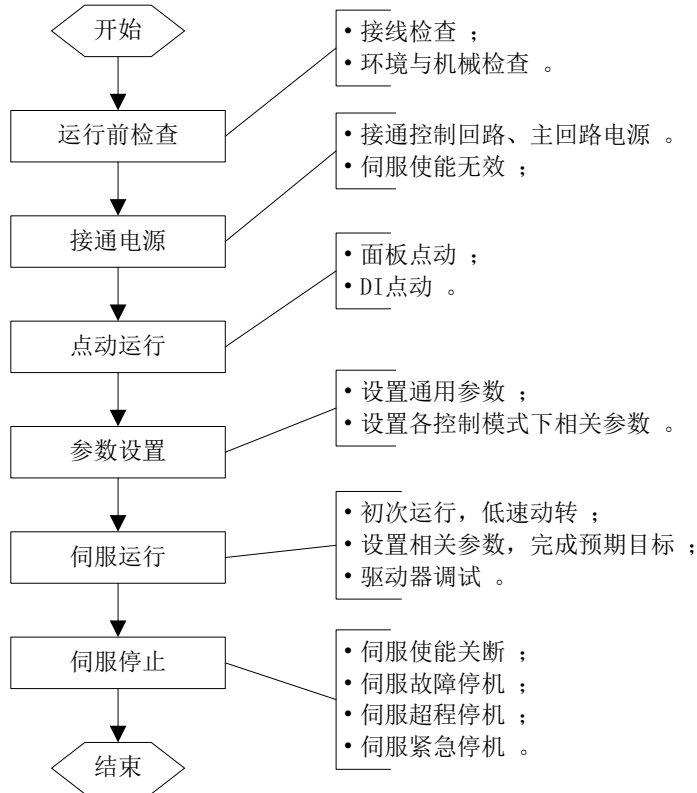 开始
• 接线检查 ；
• 环境与机械检查 。
运行前检查
• 接通控制回路、主回路电源 。
• 伺服使能无效 ；
接通电源
• 面板点动 ；
• DI点动 。
点动运行
• 设置通用参数 ；
• 设置各控制模式下相关参数 。
参数设置
• 初次运行，低速动转 ；
• 设置相关参数，完成预期目标 ；
• 驱动器调试 。
伺服运行
• 伺服使能关断 ；
• 伺服故障停机 ；
• 伺服超程停机 ；
• 伺服紧急停机 。
伺服停止
结束